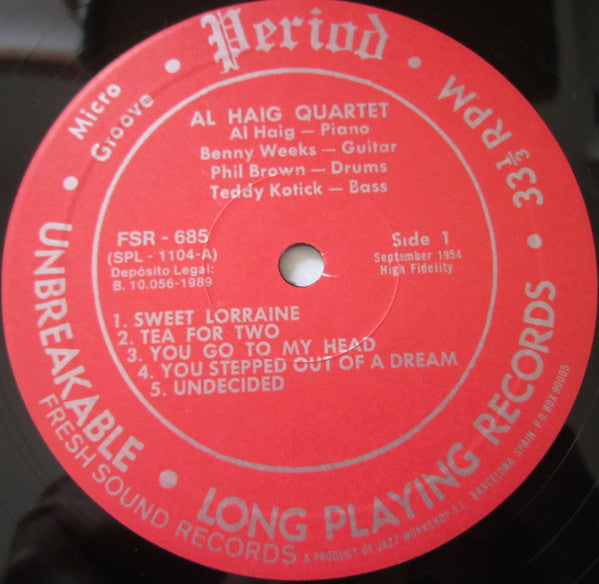 Period
Micro
Groove
33⅓ RPM
AL HAIG QUARTET
Al Haig — Piano
Benny Weeks — Guitar
Phil Brown — Drums
Teddy Kotick — Bass
FSR - 685
(SPL - 1104-A)
Depósito Legal:
B. 10.056-1989
Side 1
September 1954
High Fidelity
1. SWEET LORRAINE
2. TEA FOR TWO
3. YOU GO TO MY HEAD
4. YOU STEPPED OUT OF A DREAM
5. UNDECIDED
UNBREAKABLE
LONG PLAYING RECORDS
FRESH SOUND RECORDS
A PRODUCT OF JAZZ WORKSHOP S.L. BARCELONA, SPAIN. P.O BOX 90005